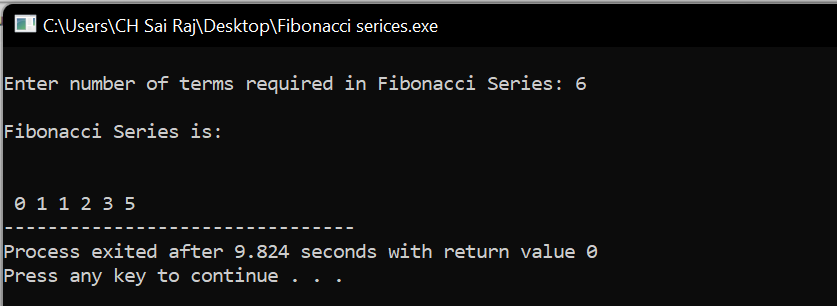 C:\Users\CH Sai Raj\Desktop\Fibonacci serices.exe
Enter number of terms required in Fibonacci Series: 6
Fibonacci Series is:
0 1 1 2 3 5
--------------------------------
Process exited after 9.824 seconds with return value 0
Press any key to continue . . .